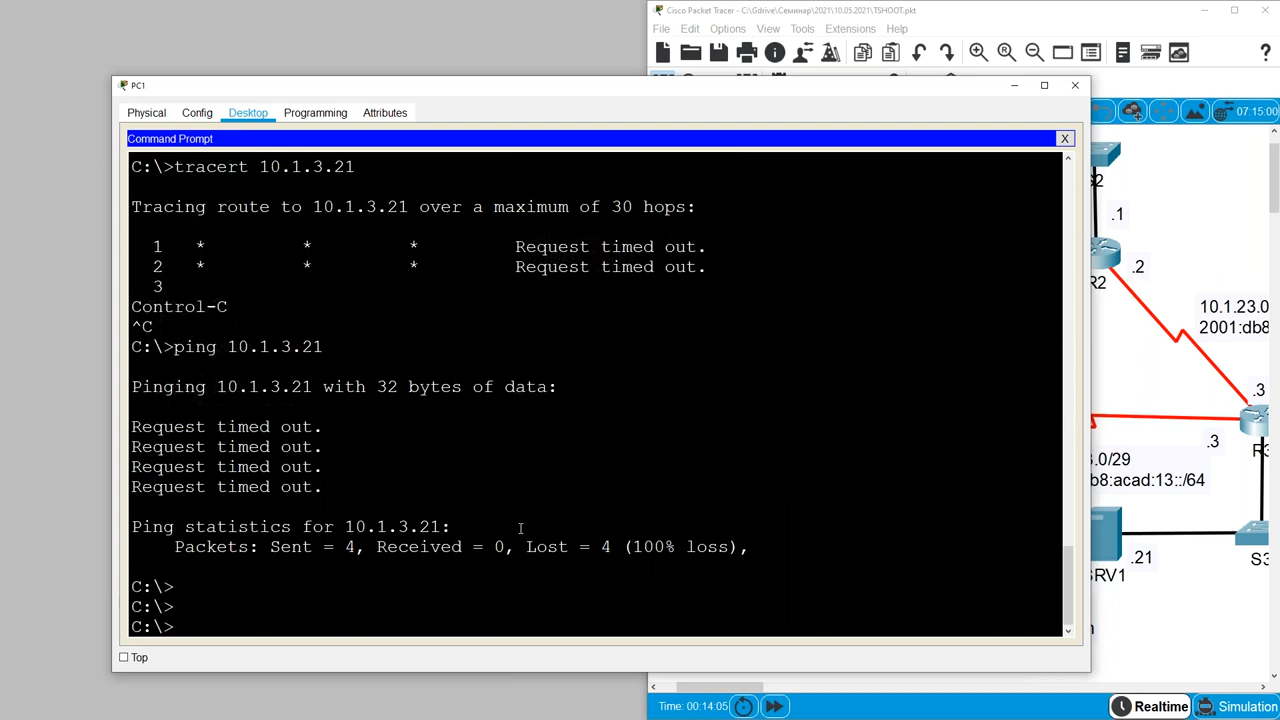 Cisco Packet Tracer - C:\Gdrive\Семинар\2021\10.05.2021\TSHOOT.pkt
File Edit Options View Tools Extensions Help
?
PC1
Physical Config Desktop Programming Attributes
07:15:00
Command Prompt
X
C:\>tracert 10.1.3.21
Tracing route to 10.1.3.21 over a maximum of 30 hops:
1 * * * Request timed out.
2 * * * Request timed out.
3
Control-C
^C
C:\>ping 10.1.3.21
Pinging 10.1.3.21 with 32 bytes of data:
Request timed out.
Request timed out.
Request timed out.
Request timed out.
Ping statistics for 10.1.3.21:
Packets: Sent = 4, Received = 0, Lost = 4 (100% loss),
C:\>
C:\>
C:\>
Top
.1
.2
R2
10.1.23.0
2001:db8
.3
.3
R3
3.0/29
b8:acad:13::/64
.21
SRV1
S3
Time: 00:14:05
Realtime
Simulation